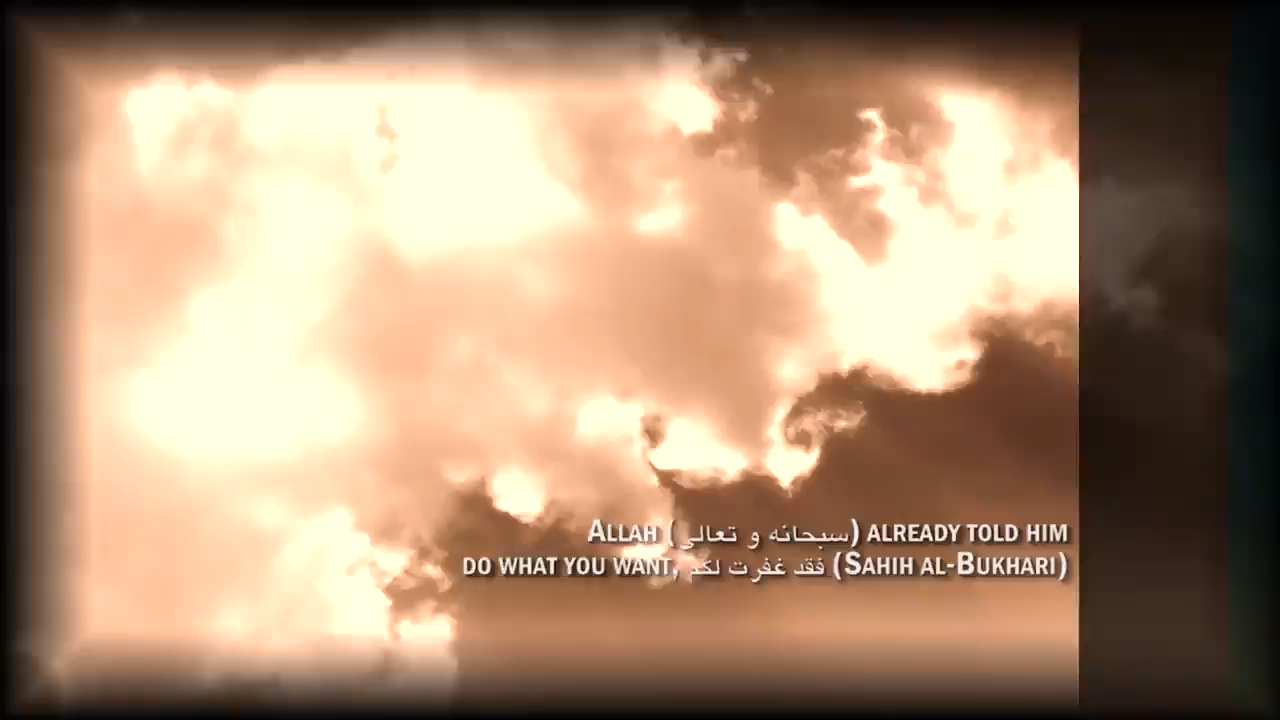 ALLAH (سبحانه و تعالى) ALREADY TOLD HIM
DO WHAT YOU WANT, فقد غفرت لكم (SAHIH AL-BUKHARI)